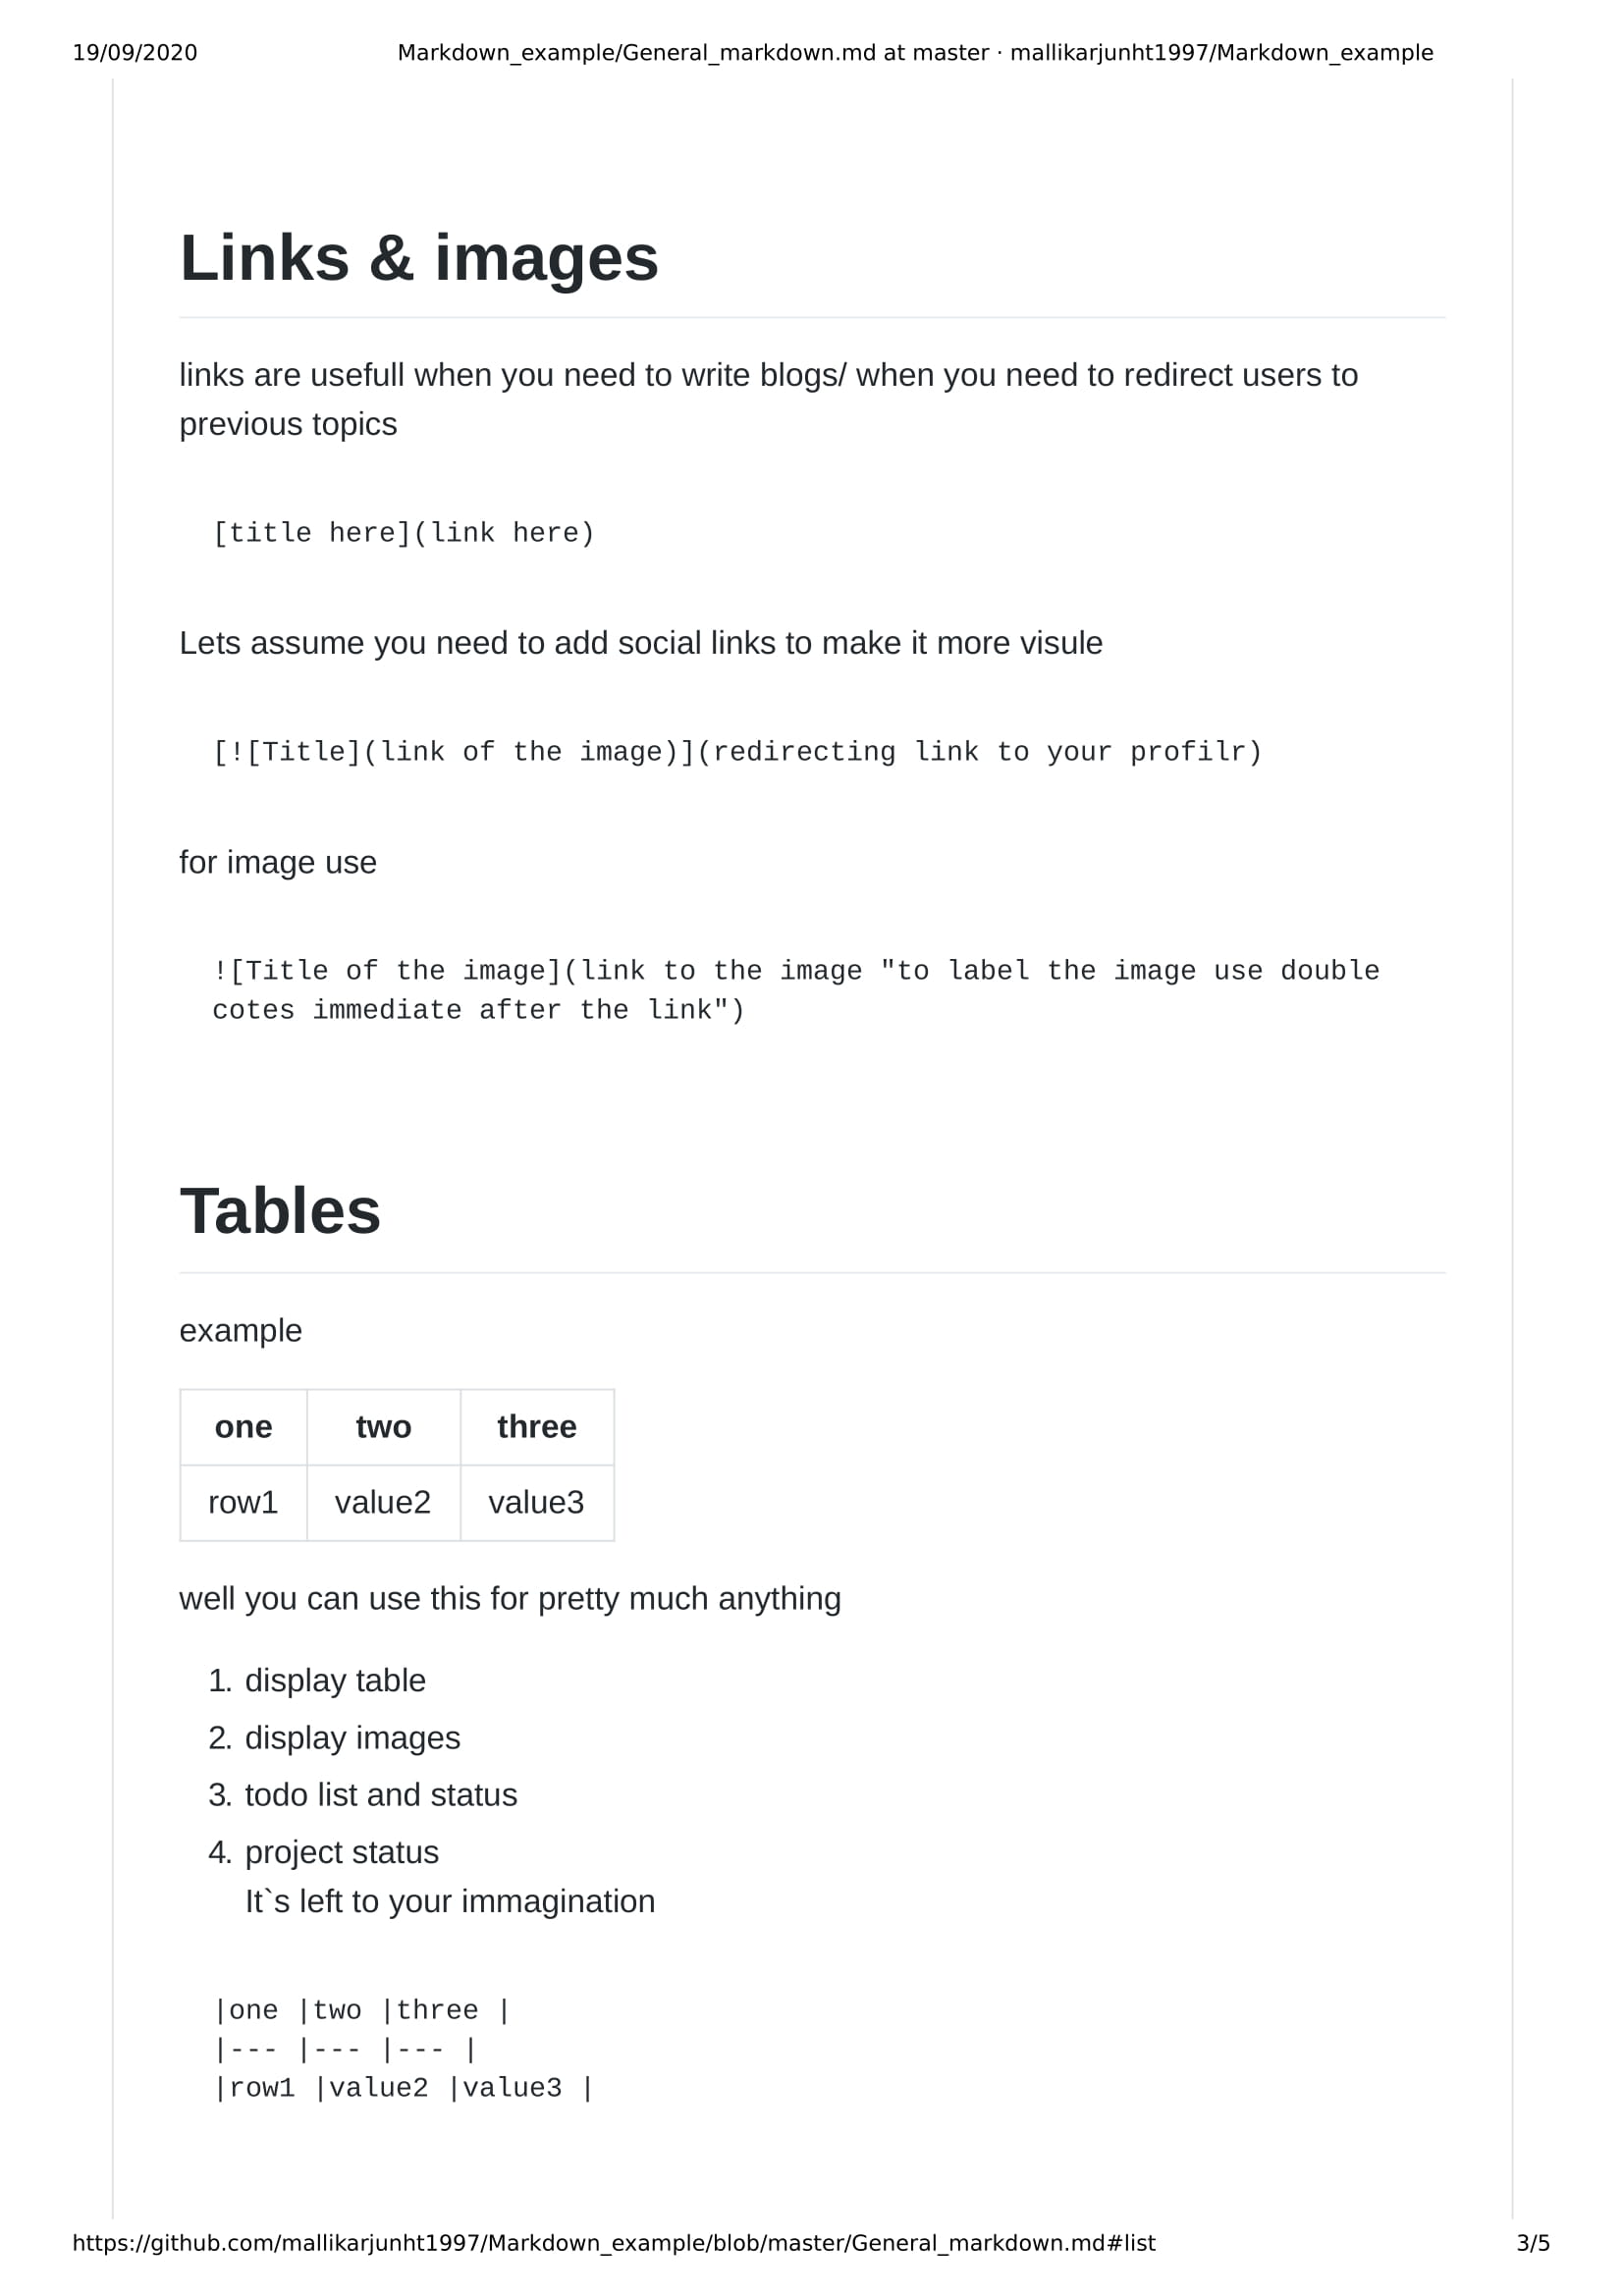 19/09/2020 Markdown_example/General_markdown.md at master · mallikarjunht1997/Markdown_example
Links & images
links are usefull when you need to write blogs/ when you need to redirect users to
previous topics
[title here](link here)
Lets assume you need to add social links to make it more visule
[![Title](link of the image)](redirecting link to your profilr)
for image use
![Title of the image](link to the image "to label the image use double
cotes immediate after the link")
Tables
example
one two three
row1 value2 value3
well you can use this for pretty much anything
1. display table
2. display images
3. todo list and status
4. project status
It`s left to your immagination
|one |two |three |
|--- |--- |--- |
|row1 |value2 |value3 |
https://github.com/mallikarjunht1997/Markdown_example/blob/master/General_markdown.md#list 3/5